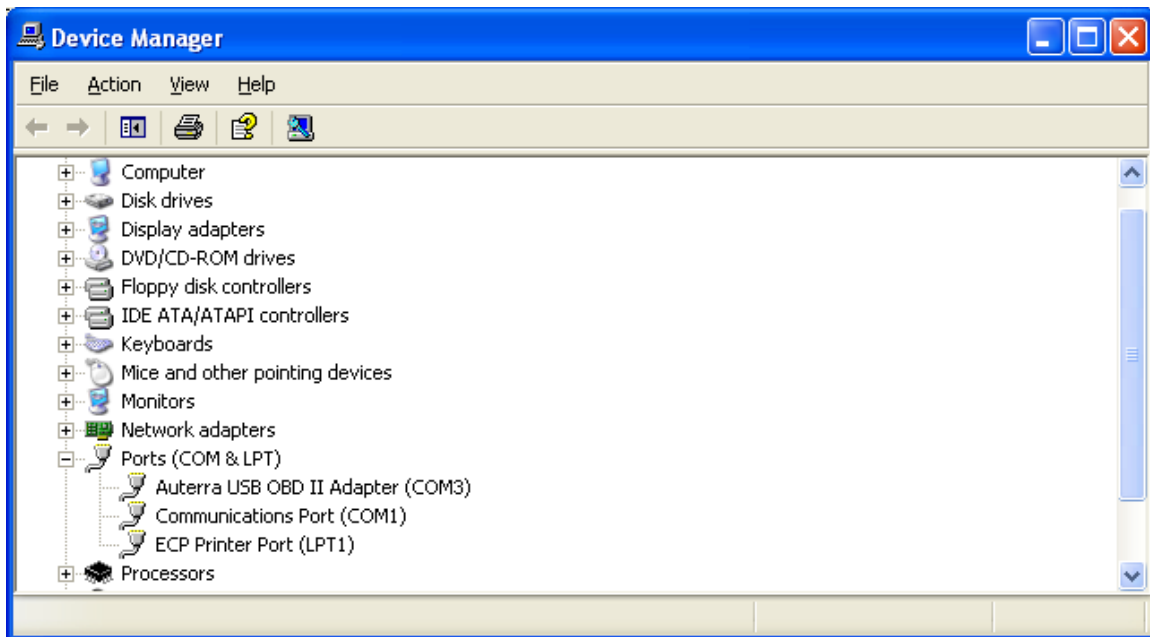 Device Manager
File Action View Help
Computer
Disk drives
Display adapters
DVD/CD-ROM drives
Floppy disk controllers
IDE ATA/ATAPI controllers
Keyboards
Mice and other pointing devices
Monitors
Network adapters
Ports (COM & LPT)
Auterra USB OBD II Adapter (COM3)
Communications Port (COM1)
ECP Printer Port (LPT1)
Processors